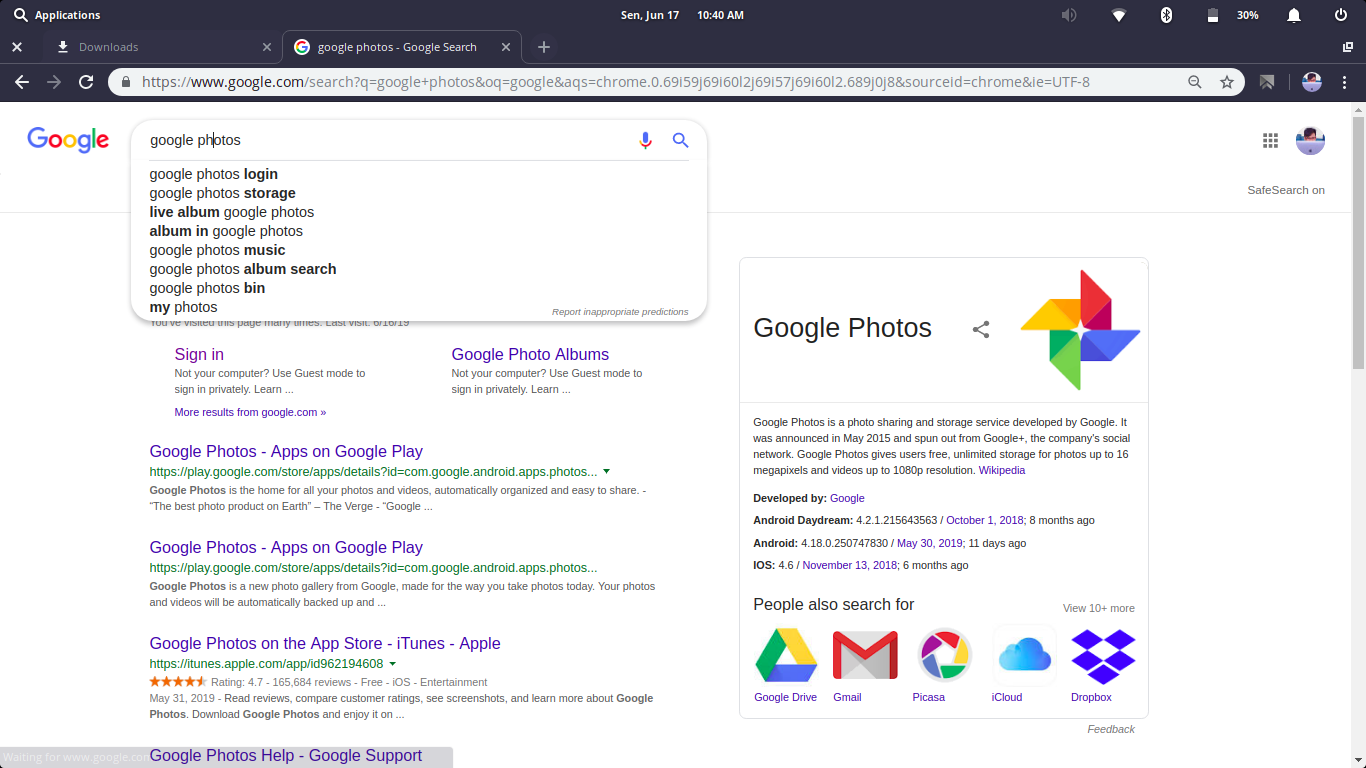 Applications
Sen, Jun 17 10:40 AM
30%
Downloads
google photos - Google Search
https://www.google.com/search?q=google+photos&oq=google&aqs=chrome.0.69i59j69i60l2j69i57j69i60l2.689j0j8&sourceid=chrome&ie=UTF-8
Google
google photos
SafeSearch on
google photos login
google photos storage
live album google photos
album in google photos
google photos music
google photos album search
google photos bin
my photos
Report inappropriate predictions
You've visited this page many times. Last visit: 6/16/19
Sign in
Not your computer? Use Guest mode to
sign in privately. Learn ...
Google Photo Albums
Not your computer? Use Guest mode to
sign in privately. Learn ...
More results from google.com »
Google Photos - Apps on Google Play
https://play.google.com/store/apps/details?id=com.google.android.apps.photos...
Google Photos is the home for all your photos and videos, automatically organized and easy to share. -
“The best photo product on Earth” – The Verge - “Google ...
Google Photos - Apps on Google Play
https://play.google.com/store/apps/details?id=com.google.android.apps.photos...
Google Photos is a new photo gallery from Google, made for the way you take photos today. Your photos
and videos will be automatically backed up and ...
Google Photos on the App Store - iTunes - Apple
https://itunes.apple.com/app/id962194608
Rating: 4.7 - 165,684 reviews - Free - iOS - Entertainment
May 31, 2019 - Read reviews, compare customer ratings, see screenshots, and learn more about Google
Photos. Download Google Photos and enjoy it on ...
Google Photos Help - Google Support
Waiting for www.google.com
Google Photos
Google Photos is a photo sharing and storage service developed by Google. It
was announced in May 2015 and spun out from Google+, the company's social
network. Google Photos gives users free, unlimited storage for photos up to 16
megapixels and videos up to 1080p resolution. Wikipedia
Developed by: Google
Android Daydream: 4.2.1.215643563 / October 1, 2018; 8 months ago
Android: 4.18.0.250747830 / May 30, 2019; 11 days ago
IOS: 4.6 / November 13, 2018; 6 months ago
People also search for
View 10+ more
Google Drive
Gmail
Picasa
iCloud
Dropbox
Feedback